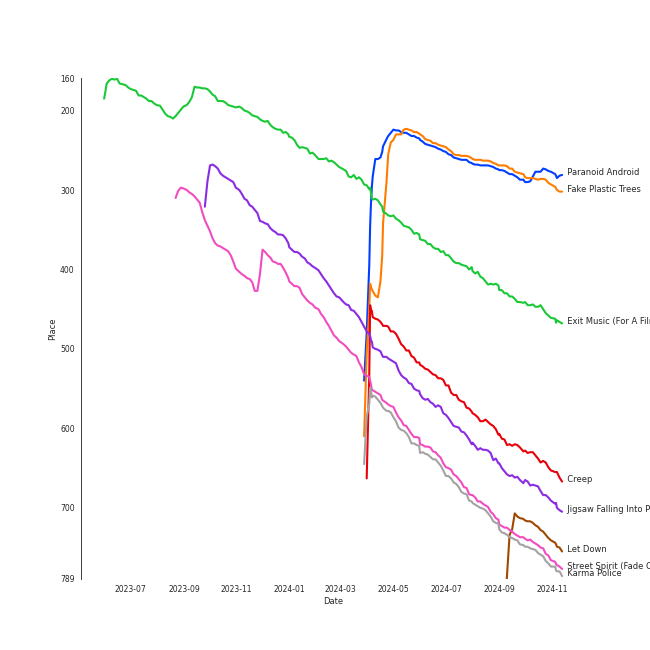 160
200
300
400
500
600
700
789
Place
2023-07
2023-09
2023-11
2024-01
2024-03
2024-05
2024-07
2024-09
2024-11
Date
Paranoid Android
Fake Plastic Trees
Exit Music (For A Fil
Creep
Jigsaw Falling Into P
Let Down
Street Spirit (Fade O
Karma Police